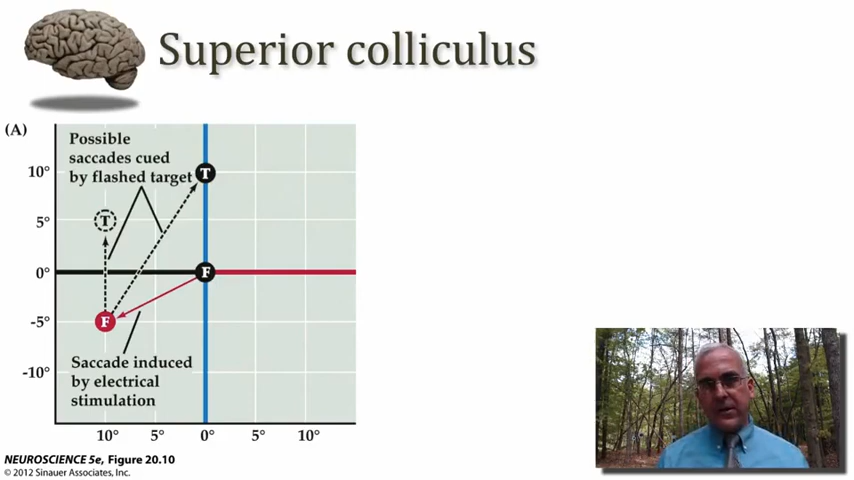 Superior colliculus
(A)
Possible
saccades cued
by flashed target
T
T
F
F
10°
5°
0°
-5°
-10°
Saccade induced
by electrical
stimulation
10° 5° 0° 5° 10°
NEUROSCIENCE 5e, Figure 20.10
© 2012 Sinauer Associates, Inc.